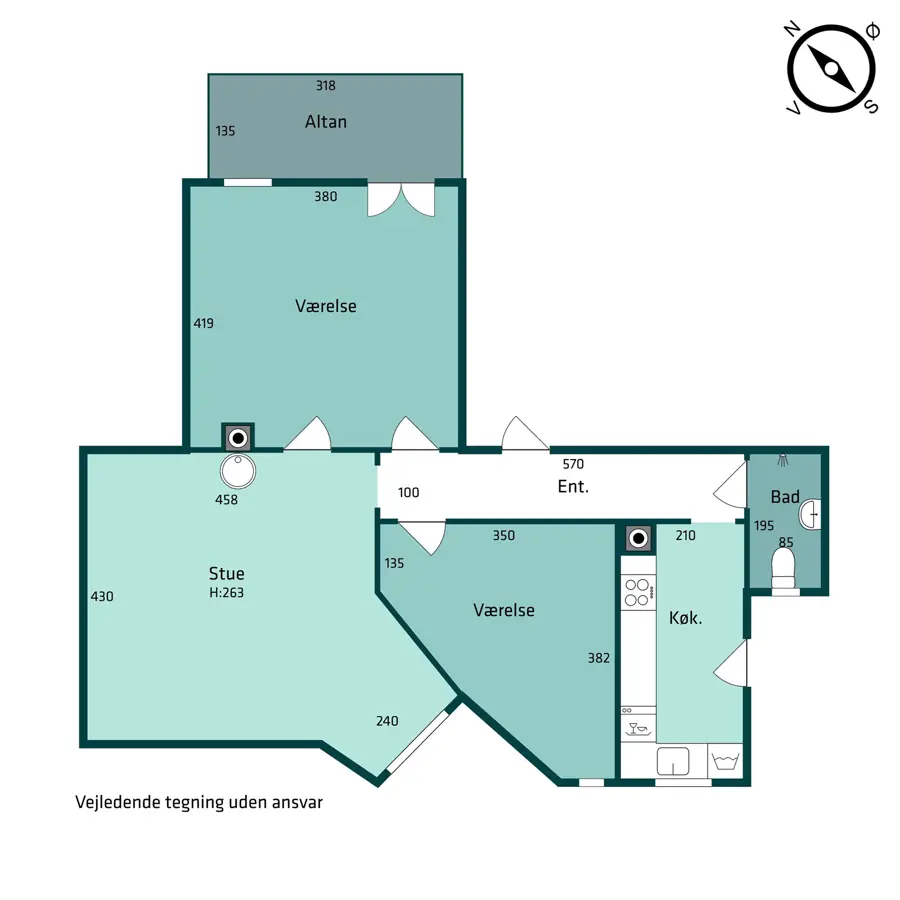 N
Ø
V
S
318
Altan
135
380
Værelse
419
570
Ent.
100
458
Bad
195
85
350
210
135
Stue
H:263
430
Værelse
Køk.
382
240
Vejledende tegning uden ansvar